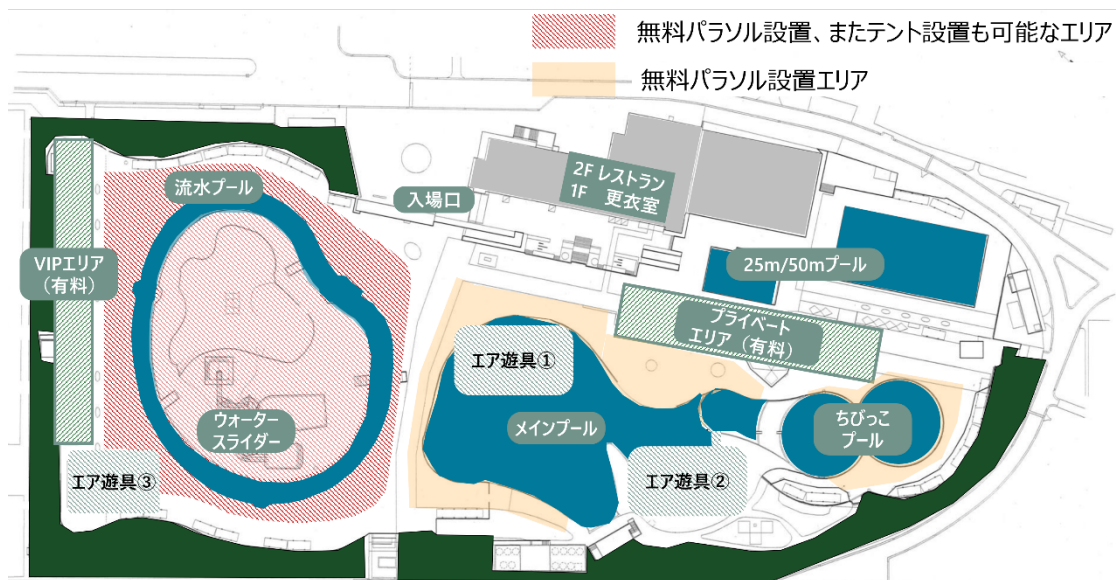 無料パラソル設置、またテント設置も可能なエリア
無料パラソル設置エリア
2F レストラン
1F 更衣室
流水プール
入場口
VIPエリア
（有料）
25m/50mプール
プライベート
エリア（有料）
エア遊具①
ウォーター
スライダー
メインプール
ちびっこ
プール
エア遊具③
エア遊具②